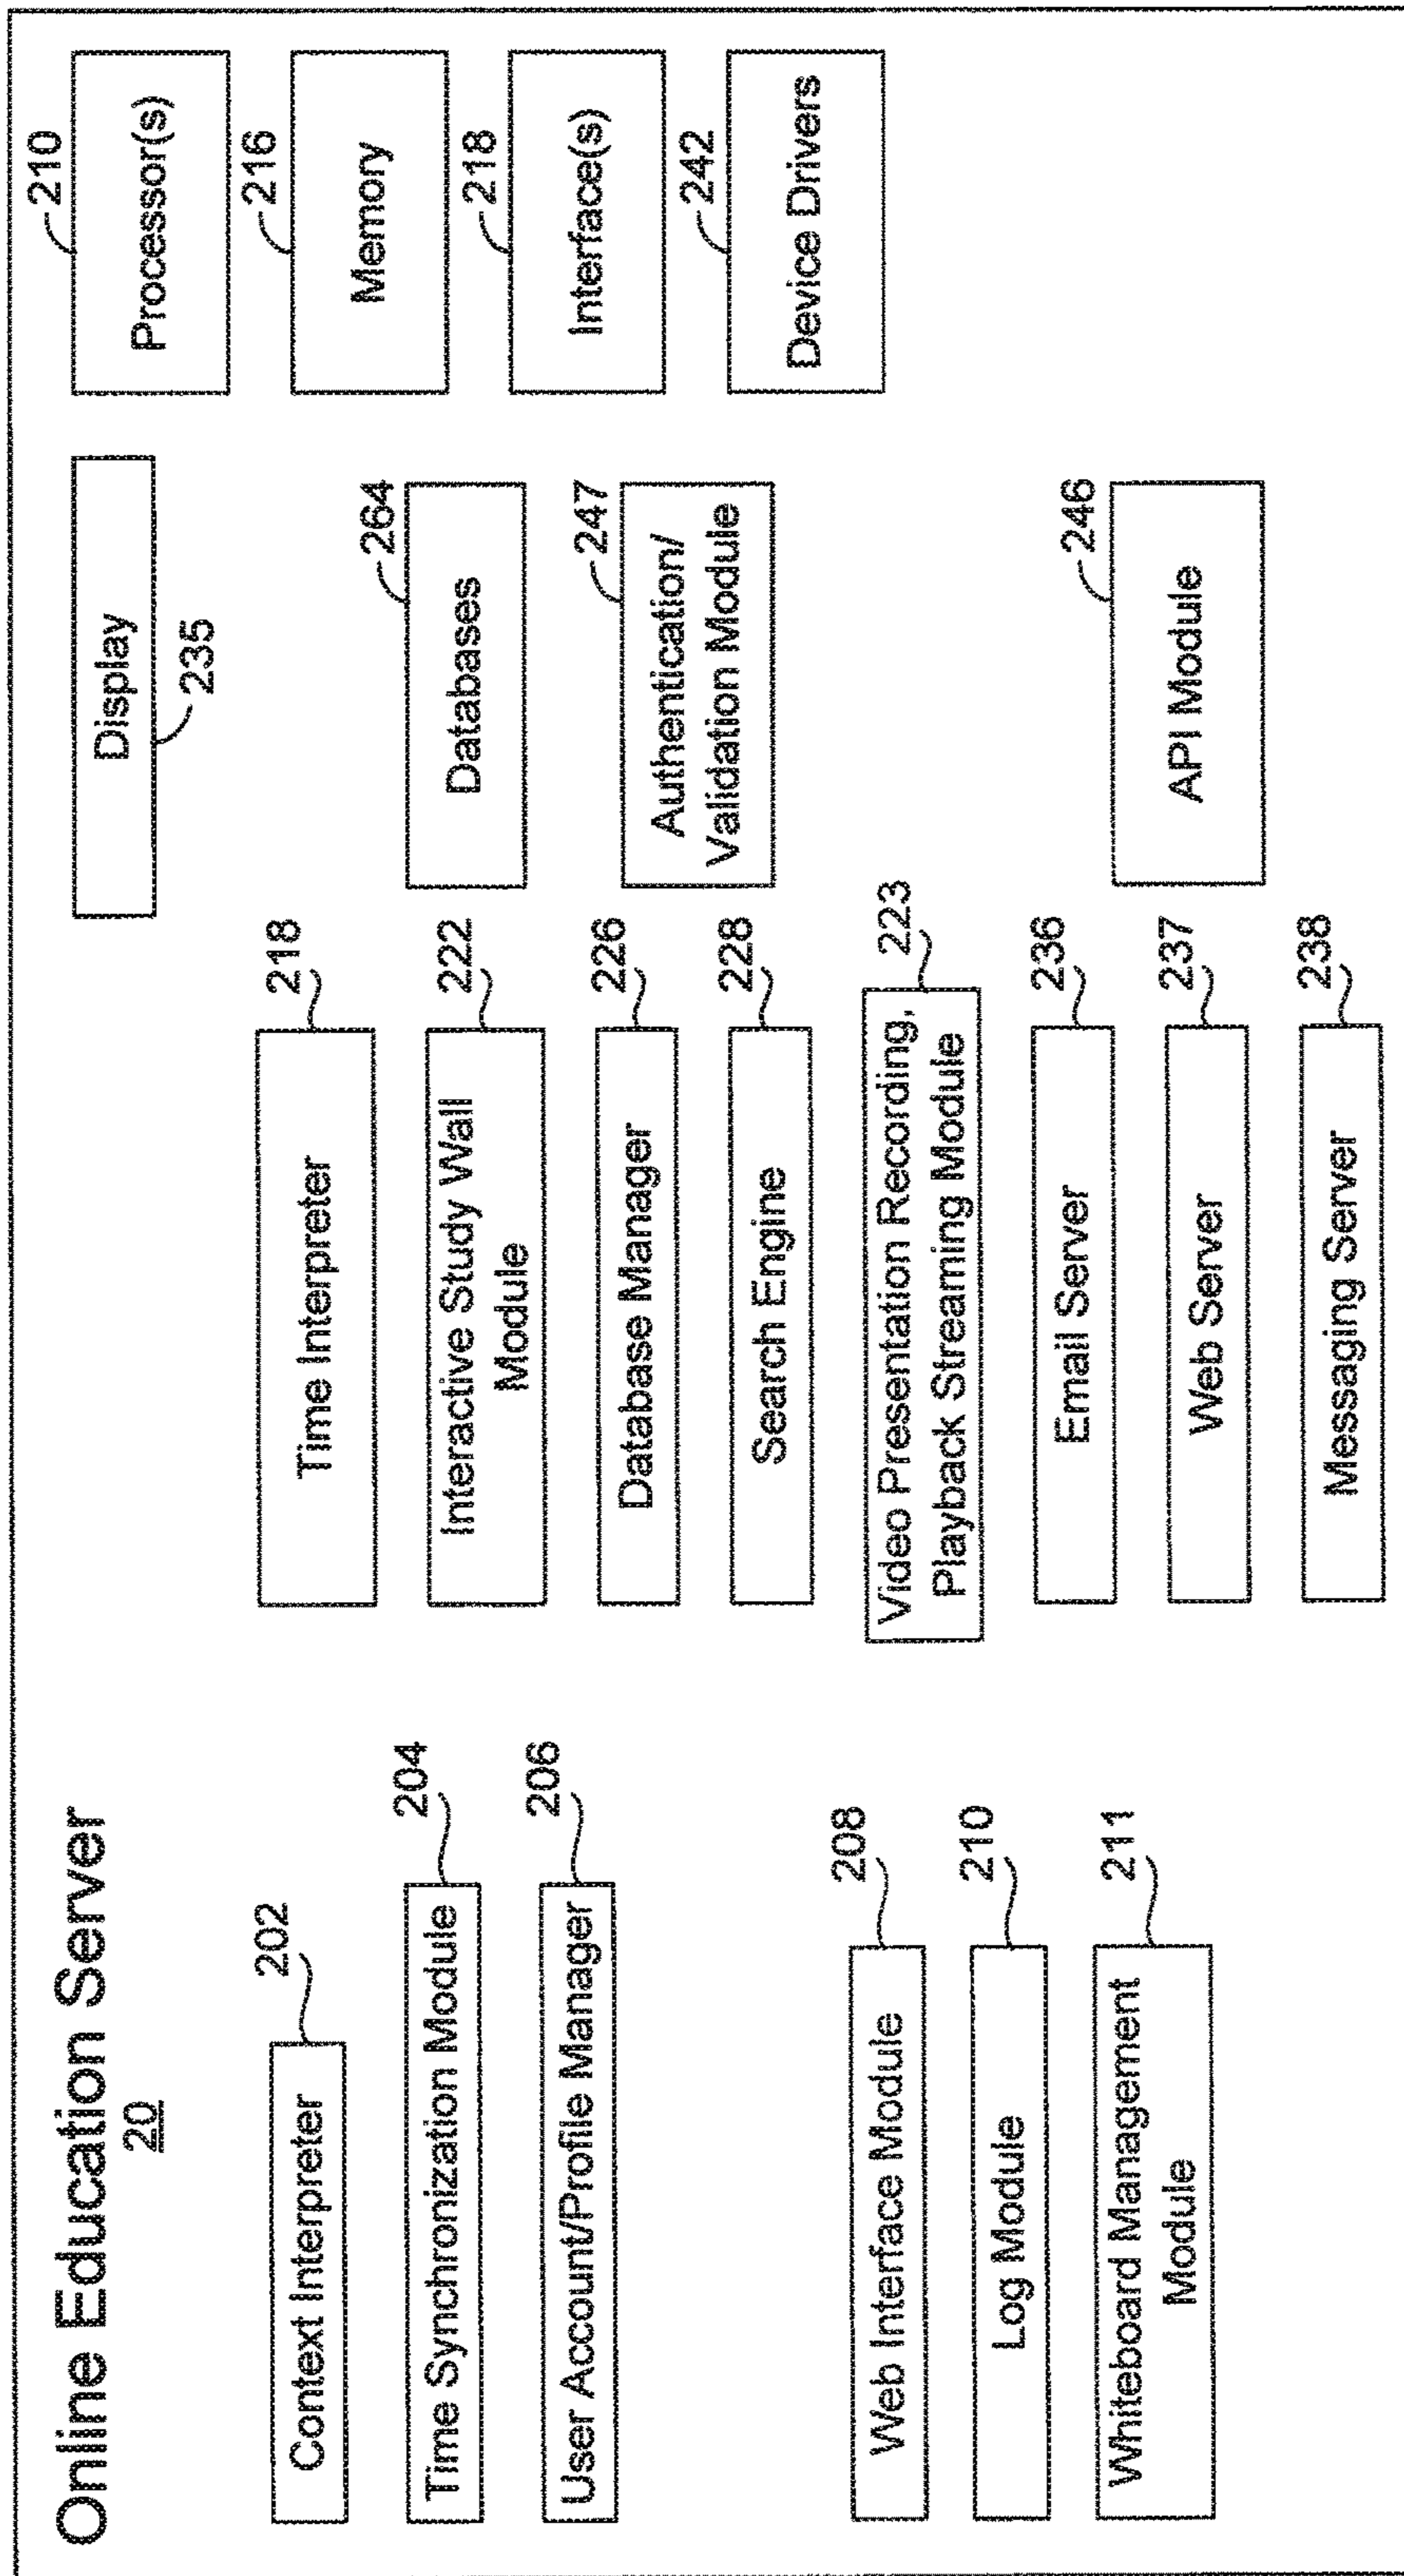 Online Education Server
20
Context Interpreter
202
Time Synchronization Module
204
User Account/Profile Manager
206
Web Interface Module
208
Log Module
210
Whiteboard Management
Module
211
Time Interpreter
218
Interactive Study Wall
Module
222
Database Manager
226
Search Engine
228
Video Presentation Recording,
Playback Streaming Module
223
Email Server
236
Web Server
237
Messaging Server
238
Display
235
Databases
264
Authentication/
Validation Module
247
API Module
246
Processor(s)
210
Memory
216
Interface(s)
218
Device Drivers
242